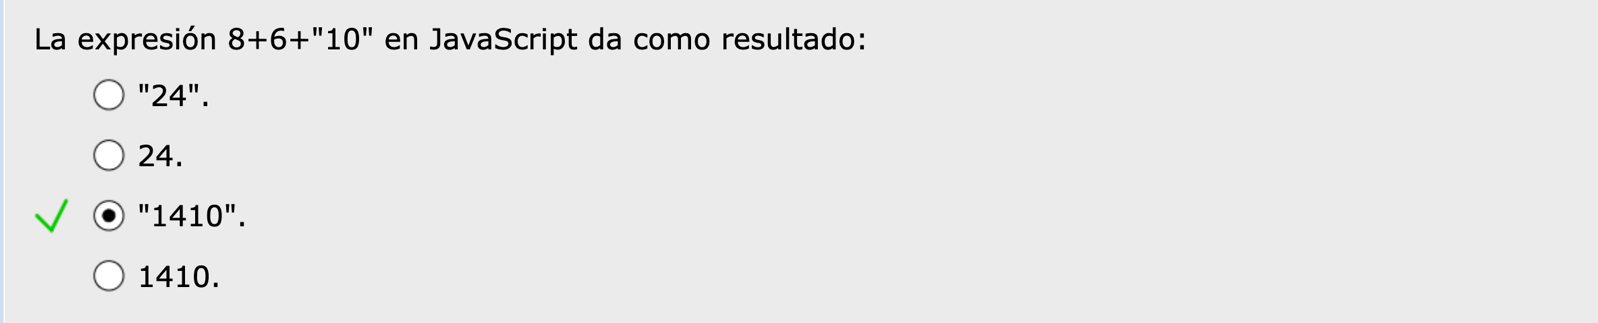 La expresión 8+6+"10" en JavaScript da como resultado:
"24".
24.
"1410".
1410.